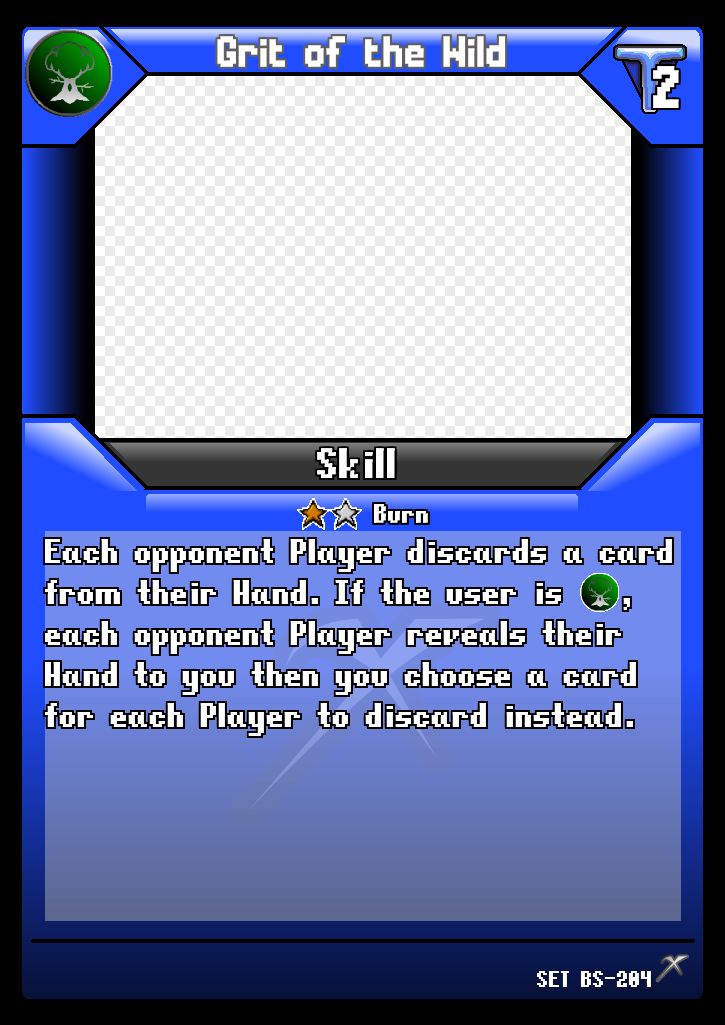 Grit of the Wild
2
Skill
Burn
Each opponent Player discards a card
from their Hand. If the user is ,
each opponent Player reveals their
Hand to you then you choose a card
for each Player to discard instead.
SET BS-204